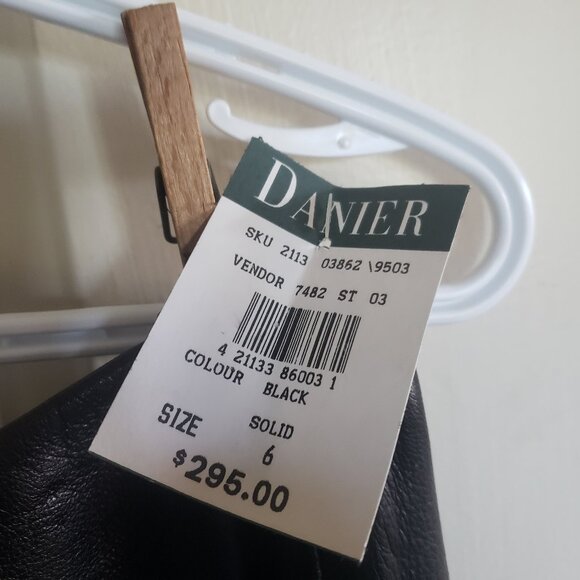 DANIER
SKU 2113 03862 \9503
VENDOR 7482 ST 03
4 21133 86003 1
COLOUR BLACK
SOLID
SIZE 6
$295.00